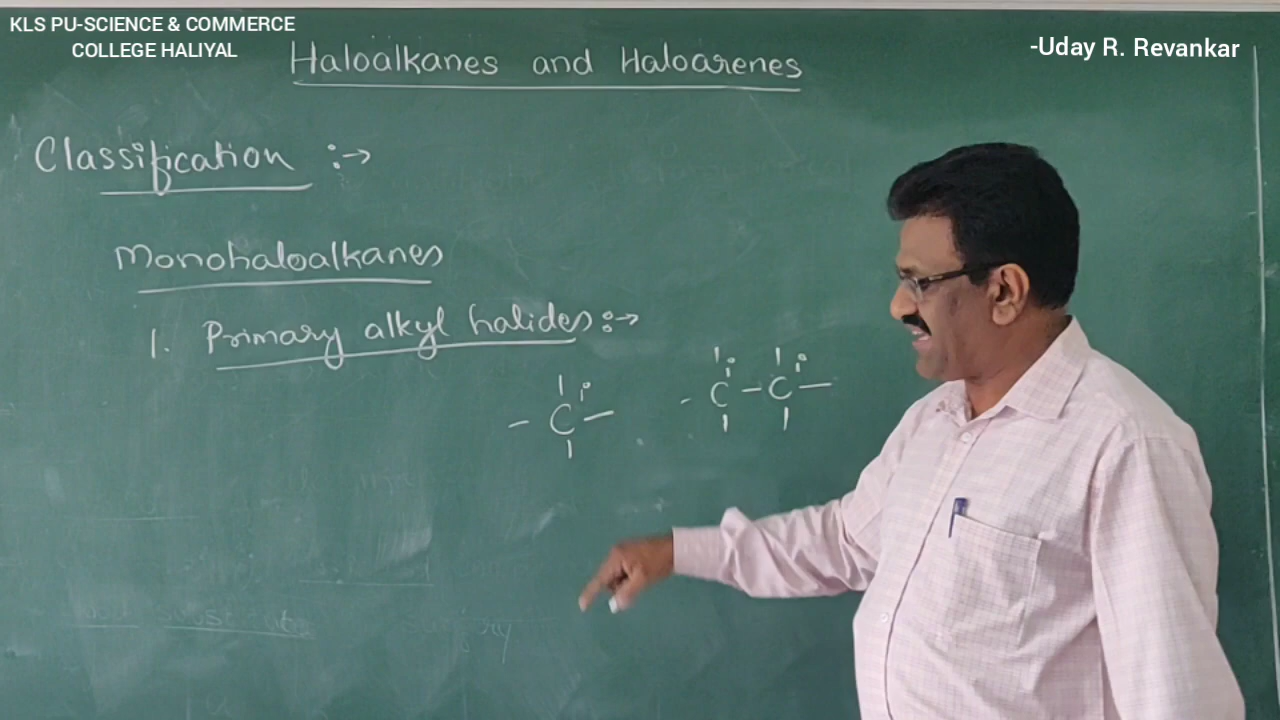 KLS PU-SCIENCE & COMMERCE
COLLEGE HALIYAL
-Uday R. Revankar
Haloalkanes and Haloarenes
Classification :→
Monohaloalkanes
1. Primary alkyl halides :→
- C -
- C - C -